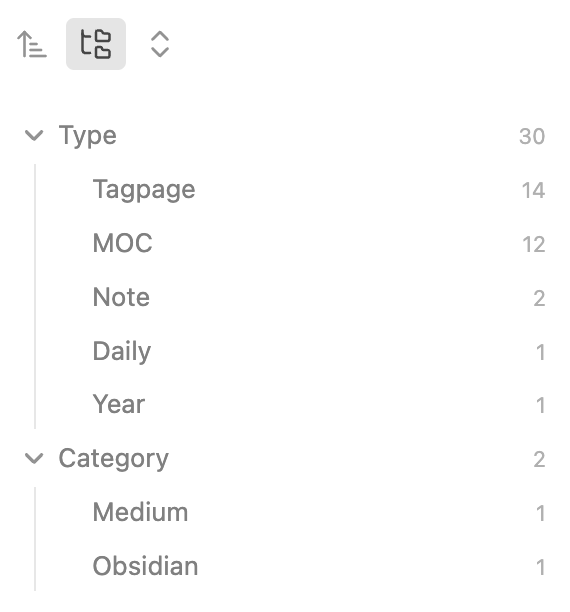 Type 30
Tagpage 14
MOC 12
Note 2
Daily 1
Year 1
Category 2
Medium 1
Obsidian 1